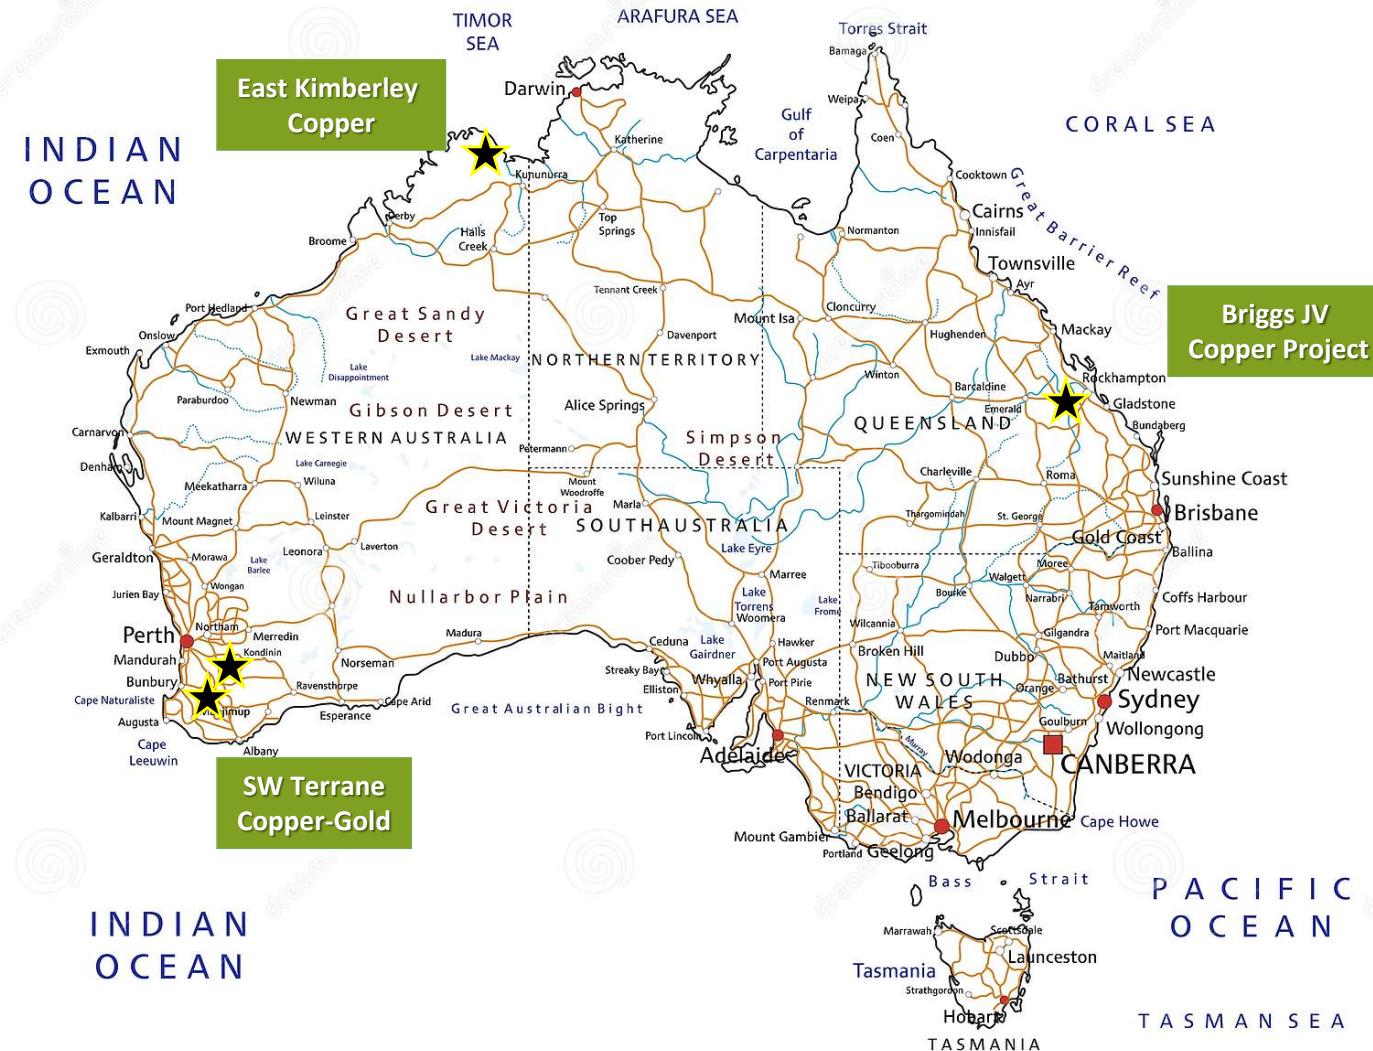 TIMOR
SEA
ARAFURA SEA
Torres Strait
Bamaga
East Kimberley
Copper
Darwin
Weipa
Gulf
of
Carpentaria
CORAL SEA
INDIAN
OCEAN
Katherine
Coen
Kununurra
Cooktown
Great Barrier Reef
Derby
Top
Springs
Cairns
Innisfail
Broome
Halls
Creek
Normanton
Townsville
Ayr
Tennant Creek
Port Hedland
Great Sandy
Desert
Cloncurry
Mount Isa
Briggs JV
Copper Project
Onslow
Davenport
Hughenden
Mackay
Exmouth
Lake Mackay
NORTHERN TERRITORY
Lake
Disappointment
Winton
Rockhampton
Paraburdoo
Newman
Barcaldine
Gibson Desert
Alice Springs
Emerald
Gladstone
QUEENSLAND
Bundaberg
Carnarvon
WESTERN AUSTRALIA
Simpson
Desert
Petermann
Denham
Lake Carnegie
Charleville
Roma
Sunshine Coast
Meekatharra
Wiluna
Mount
Woodroffe
Great Victoria
Desert
Marla
Kalbarri
Mount Magnet
Leinster
SOUTH AUSTRALIA
Thargomindah
St. George
Brisbane
Gold Coast
Geraldton
Morawa
Lake
Barlee
Leonora
Laverton
Coober Pedy
Lake Eyre
Ballina
Tibooburra
Moree
Marree
Walgett
Jurien Bay
Wongan
Nullarbor Plain
Lake
Torrens
Woomera
Lake
Frome
Bourke
Narrabri
Coffs Harbour
Tamworth
Perth
Northam
Merredin
Madura
Ceduna
Lake
Gairdner
Hawker
Wilcannia
Gilgandra
Port Macquarie
Mandurah
Kondinin
Norseman
Streaky Bay
Port Augusta
Broken Hill
Dubbo
Maitland
Bunbury
Ravensthorpe
Elliston
Whyalla
Port Pirie
NEW SOUTH
WALES
Bathurst
Orange
Newcastle
Cape Naturaliste
Cape Arid
Renmark
Sydney
Augusta
Esperance
Great Australian Bight
Port Lincoln
Goulburn
Wollongong
Cape
Leeuwin
Albany
Adelaide
Murray
Wodonga
CANBERRA
SW Terrane
Copper-Gold
VICTORIA
Bendigo
Ballarat
Melbourne
Cape Howe
Mount Gambier
Portland
Geelong
Bass
Strait
PACIFIC
OCEAN
INDIAN
OCEAN
Marrawah
Scottsdale
Launceston
Tasmania
Strathgordon
Hobart
TASMAN SEA
TASMANIA
dreamstime